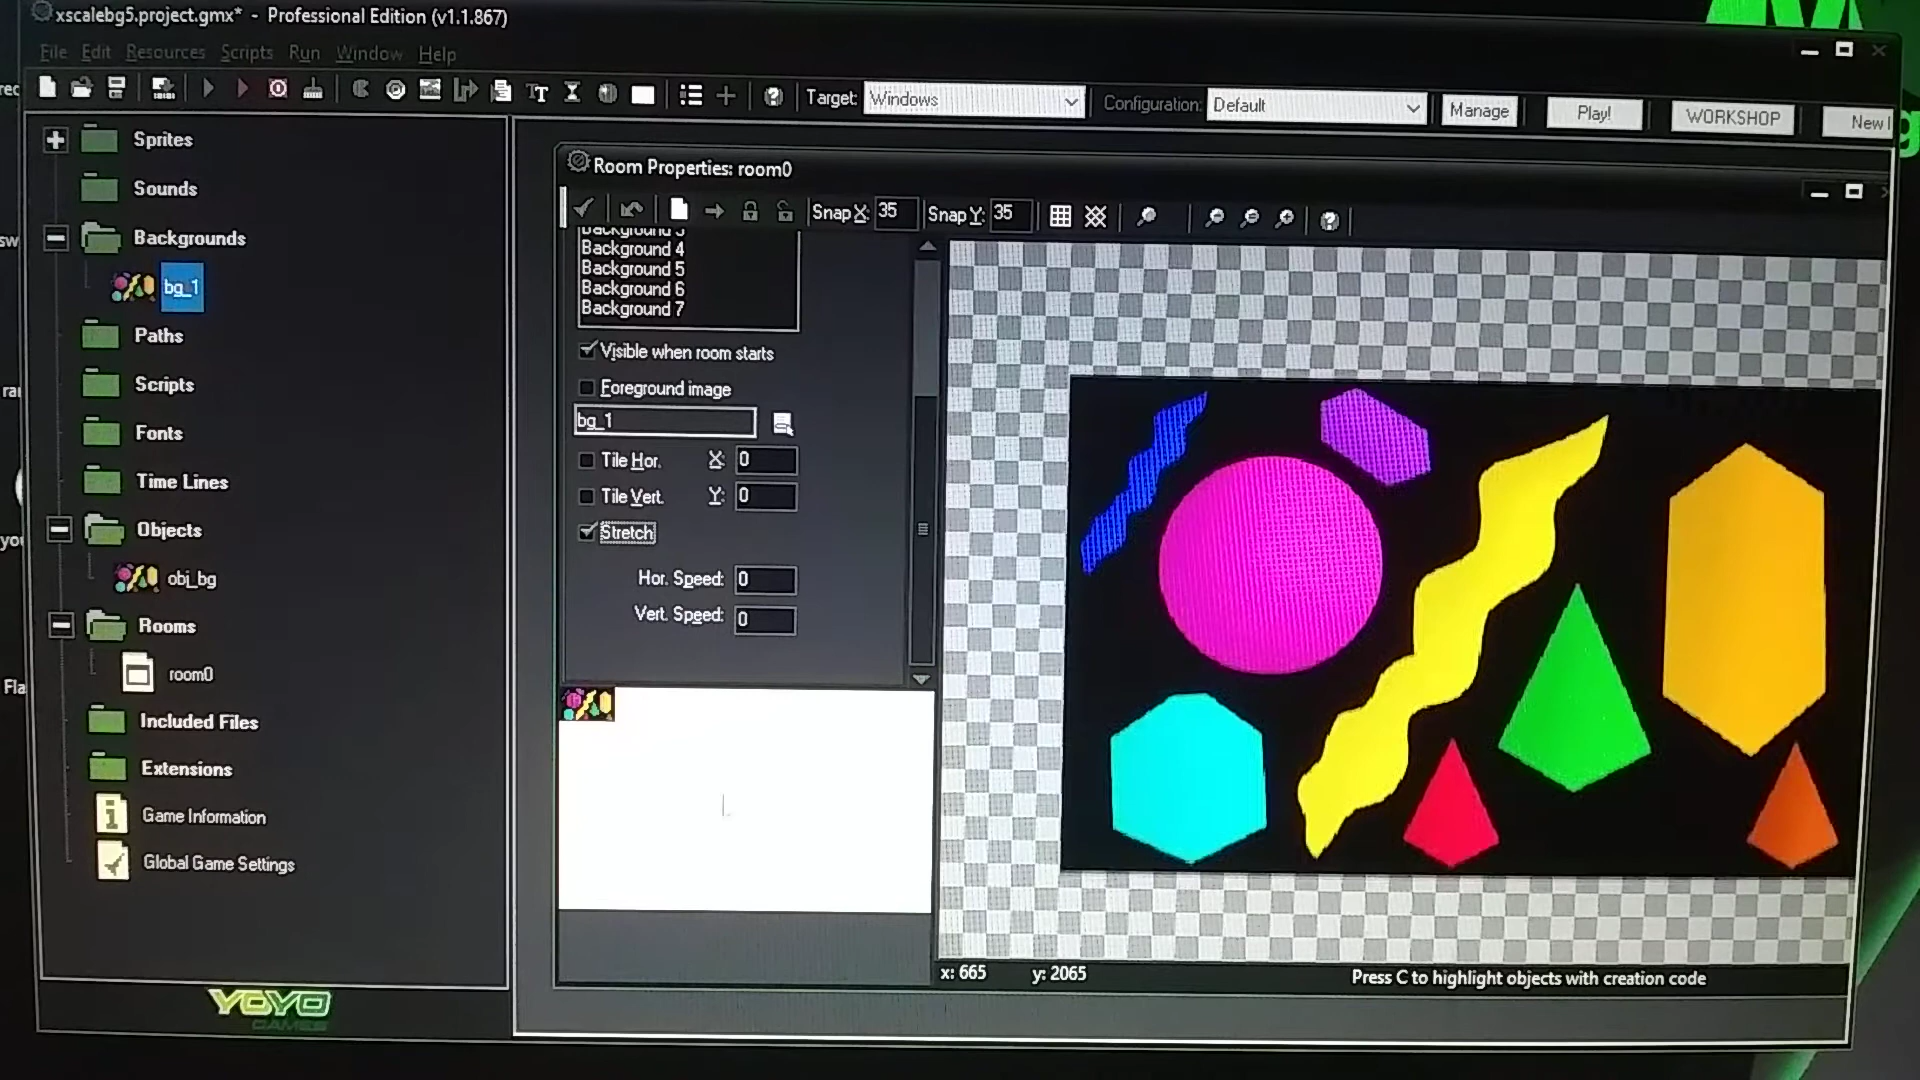 xscalebg5.project.gmx* - Professional Edition (v1.1.867)
File Edit Resources Scripts Run Window Help
Target: Windows Configuration: Default Manage Play! WORKSHOP New
Sprites
Sounds
Backgrounds
bg_1
Paths
Scripts
Fonts
Time Lines
Objects
obj_bg
Rooms
room0
Included Files
Extensions
Game Information
Global Game Settings
YOYO
GAMES
Room Properties: room0
Snap X: 35 Snap Y: 35
Background 3
Background 4
Background 5
Background 6
Background 7
Visible when room starts
Foreground image
bg_1
Tile Hor. X: 0
Tile Vert. Y: 0
Stretch
Hor. Speed: 0
Vert. Speed: 0
x: 665 y: 2065 Press C to highlight objects with creation code